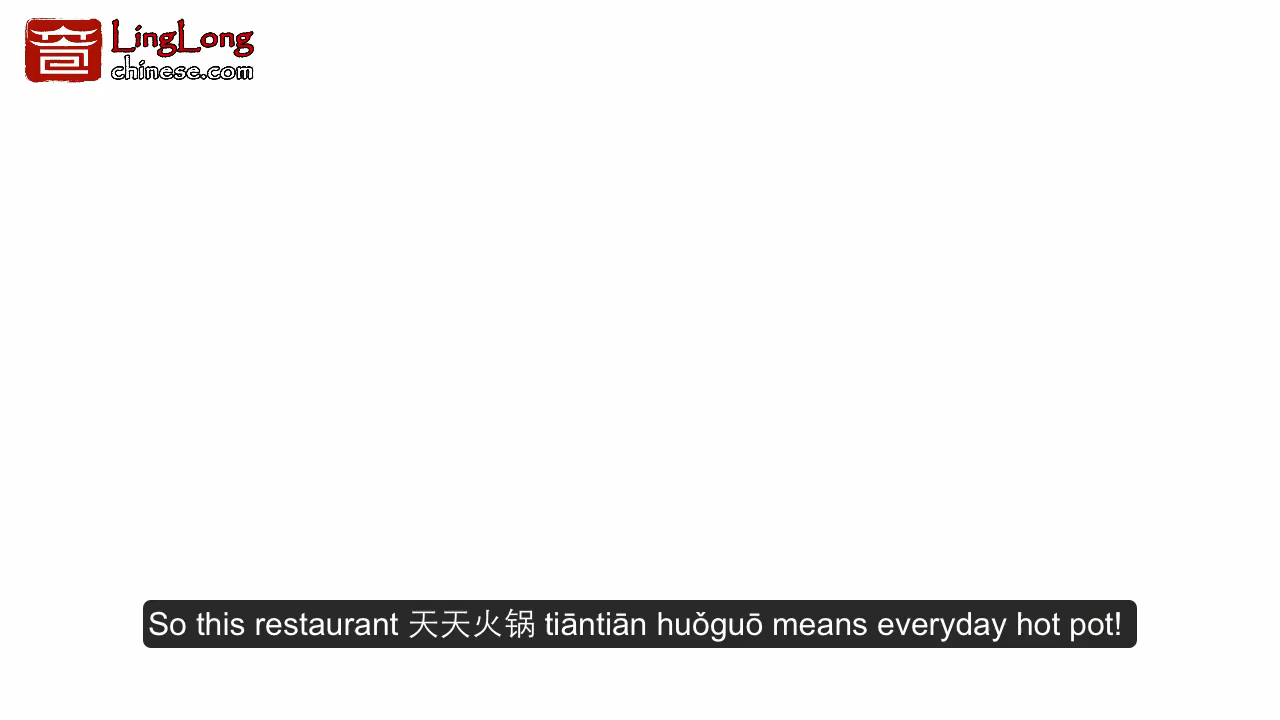 LingLong
chinese.com
So this restaurant 天天火锅 tiāntiān huǒguō means everyday hot pot!